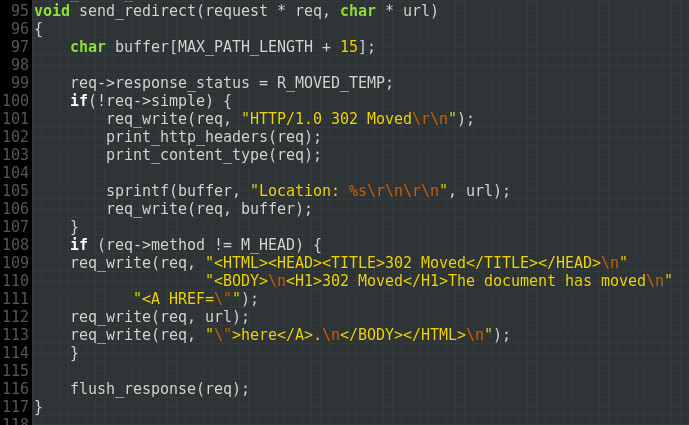 95 void send_redirect(request * req, char * url)
96 {
97     char buffer[MAX_PATH_LENGTH + 15];
98
99     req->response_status = R_MOVED_TEMP;
100     if(!req->simple) {
101         req_write(req, "HTTP/1.0 302 Moved\r\n");
102         print_http_headers(req);
103         print_content_type(req);
104
105         sprintf(buffer, "Location: %s\r\n\r\n", url);
106         req_write(req, buffer);
107     }
108     if (req->method != M_HEAD) {
109     req_write(req, "<HTML><HEAD><TITLE>302 Moved</TITLE></HEAD>\n"
110                    "<BODY>\n<H1>302 Moved</H1>The document has moved\n"
111            "<A HREF=\"");
112     req_write(req, url);
113     req_write(req, "\">here</A>.\n</BODY></HTML>\n");
114     }
115
116     flush_response(req);
117 }
118